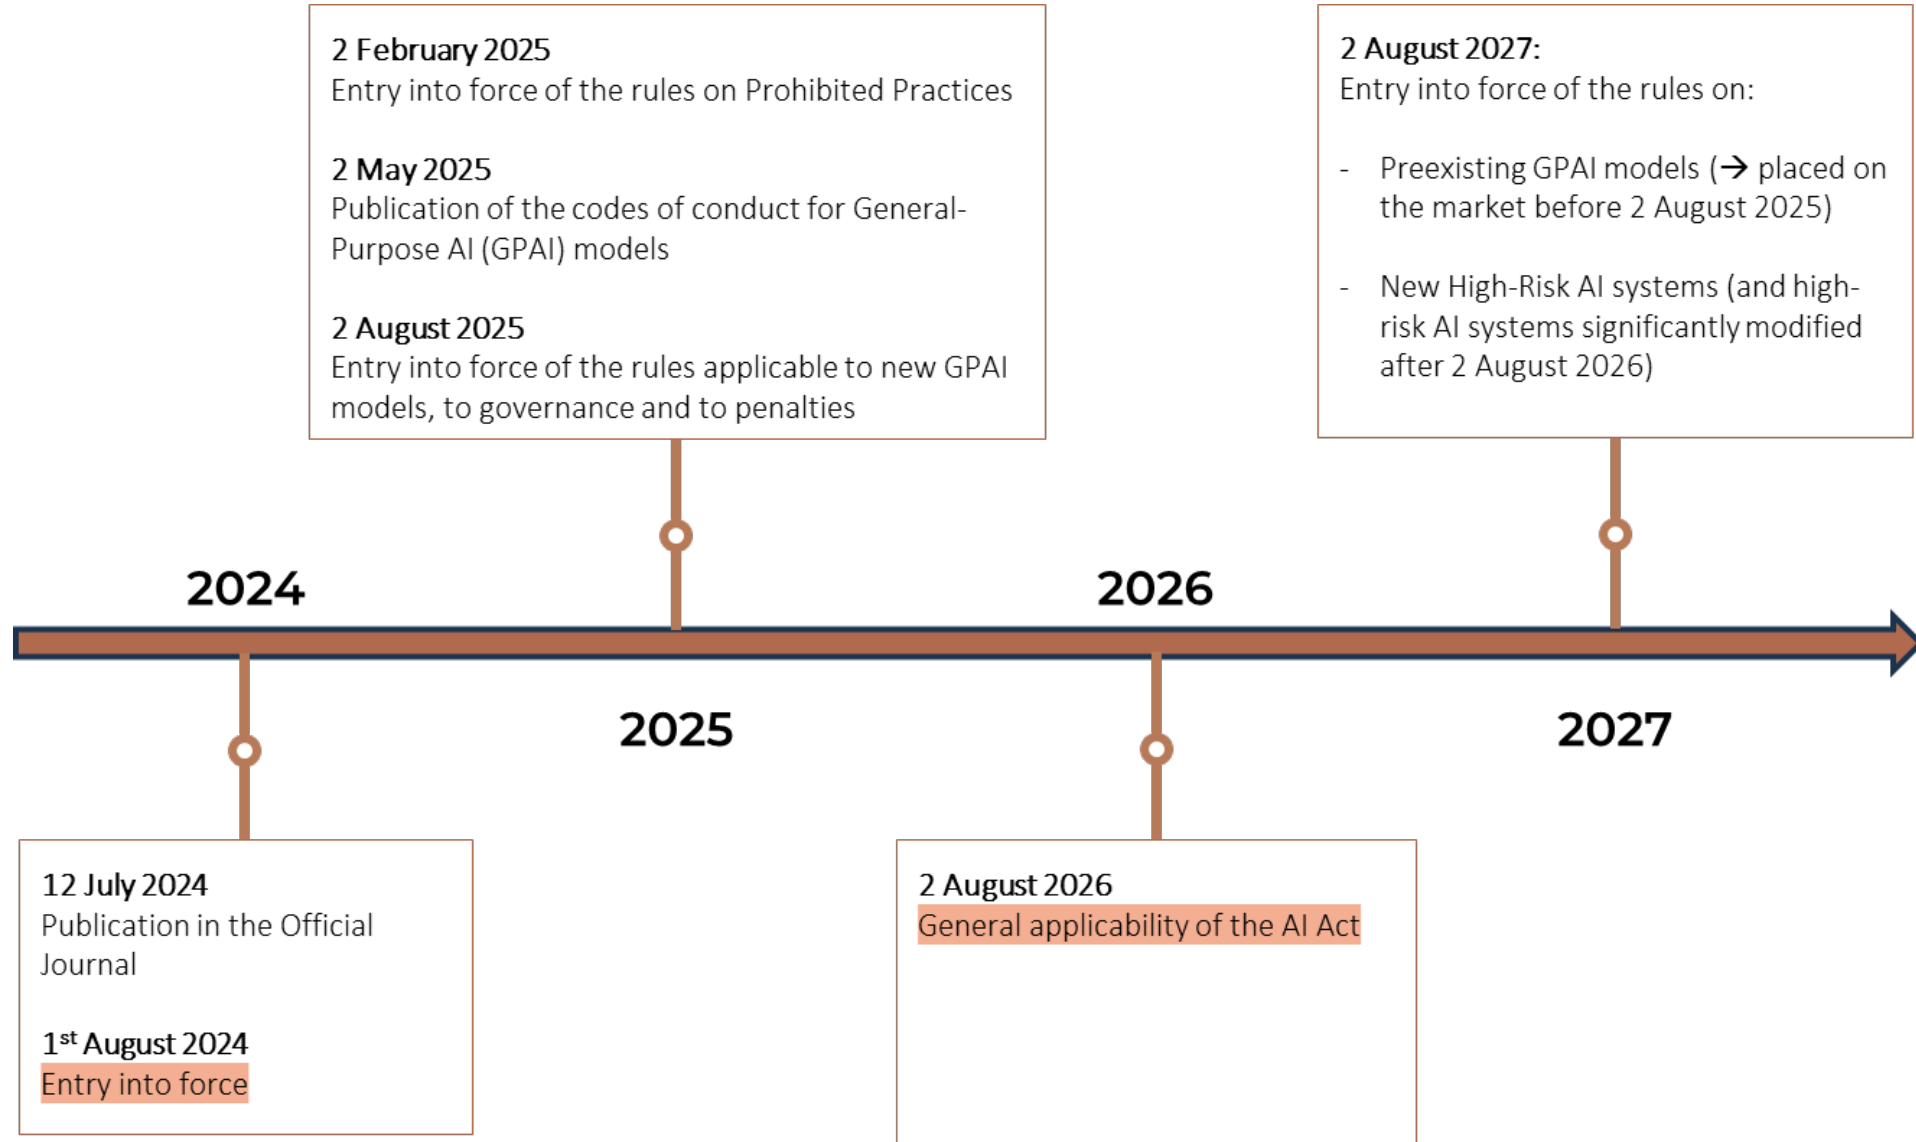 2 February 2025
Entry into force of the rules on Prohibited Practices
2 May 2025
Publication of the codes of conduct for General-
Purpose AI (GPAI) models
2 August 2025
Entry into force of the rules applicable to new GPAI
models, to governance and to penalties
2 August 2027:
Entry into force of the rules on:
- Preexisting GPAI models (→ placed on
the market before 2 August 2025)
- New High-Risk AI systems (and high-
risk AI systems significantly modified
after 2 August 2026)
2024
2026
2025
2027
12 July 2024
Publication in the Official
Journal
1st August 2024
Entry into force
2 August 2026
General applicability of the AI Act